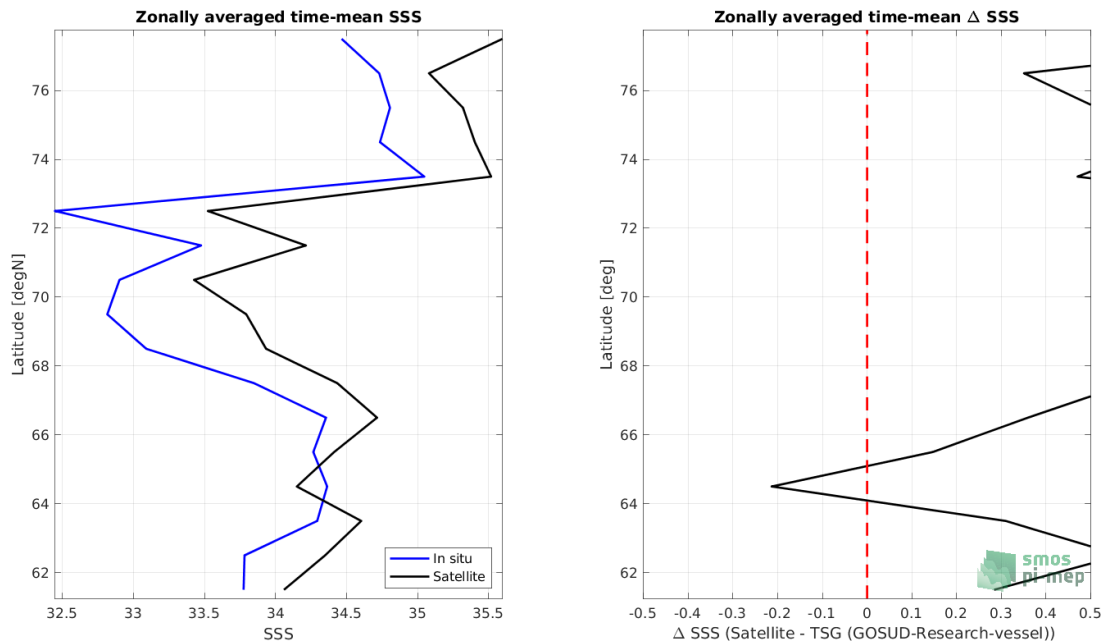 Zonally averaged time-mean SSS
76
74
72
70
68
66
64
62
Latitude [degN]
32.5 33 33.5 34 34.5 35 35.5
SSS
In situ
Satellite
Zonally averaged time-mean Δ SSS
76
74
72
70
68
66
64
62
Latitude [deg]
-0.5 -0.4 -0.3 -0.2 -0.1 0 0.1 0.2 0.3 0.4 0.5
Δ SSS (Satellite - TSG (GOSUD-Research-vessel))
smos
pi-mep